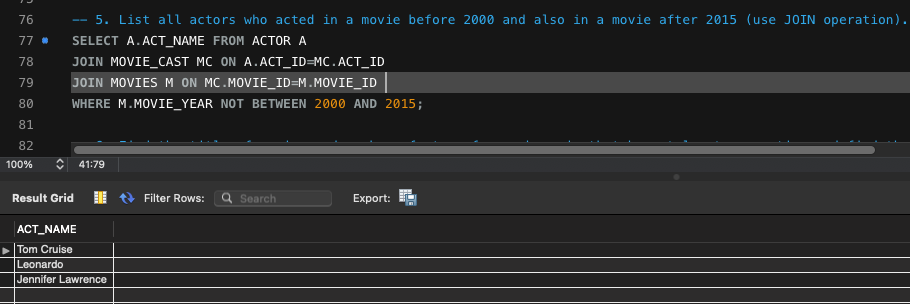 76 -- 5. List all actors who acted in a movie before 2000 and also in a movie after 2015 (use JOIN operation).
77 SELECT A.ACT_NAME FROM ACTOR A
78 JOIN MOVIE_CAST MC ON A.ACT_ID=MC.ACT_ID
79 JOIN MOVIES M ON MC.MOVIE_ID=M.MOVIE_ID
80 WHERE M.MOVIE_YEAR NOT BETWEEN 2000 AND 2015;
81
82
100% 41:79
Result Grid Filter Rows: Search Export:
ACT_NAME
Tom Cruise
Leonardo
Jennifer Lawrence